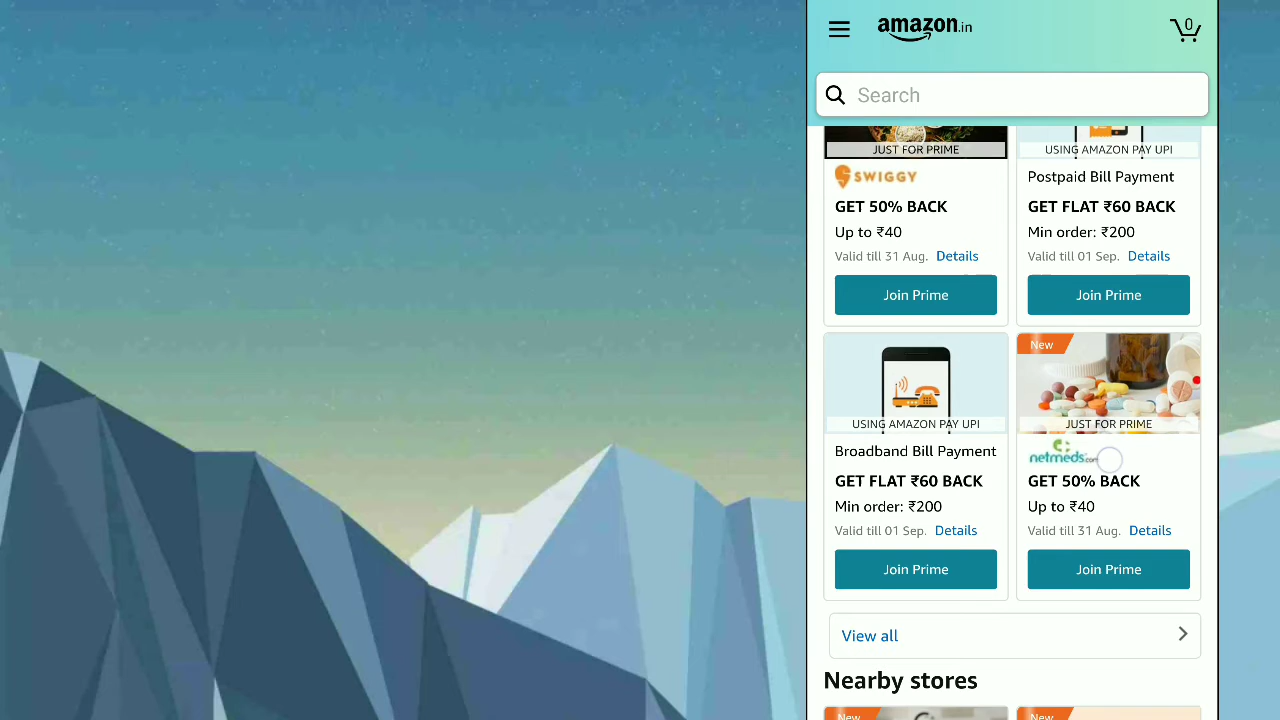 amazon.in
0
Search
JUST FOR PRIME
SWIGGY
GET 50% BACK
Up to ₹40
Valid till 31 Aug. Details
Join Prime
USING AMAZON PAY UPI
Postpaid Bill Payment
GET FLAT ₹60 BACK
Min order: ₹200
Valid till 01 Sep. Details
Join Prime
USING AMAZON PAY UPI
Broadband Bill Payment
GET FLAT ₹60 BACK
Min order: ₹200
Valid till 01 Sep. Details
Join Prime
New
JUST FOR PRIME
netmeds.com
GET 50% BACK
Up to ₹40
Valid till 31 Aug. Details
Join Prime
View all
Nearby stores
New
New